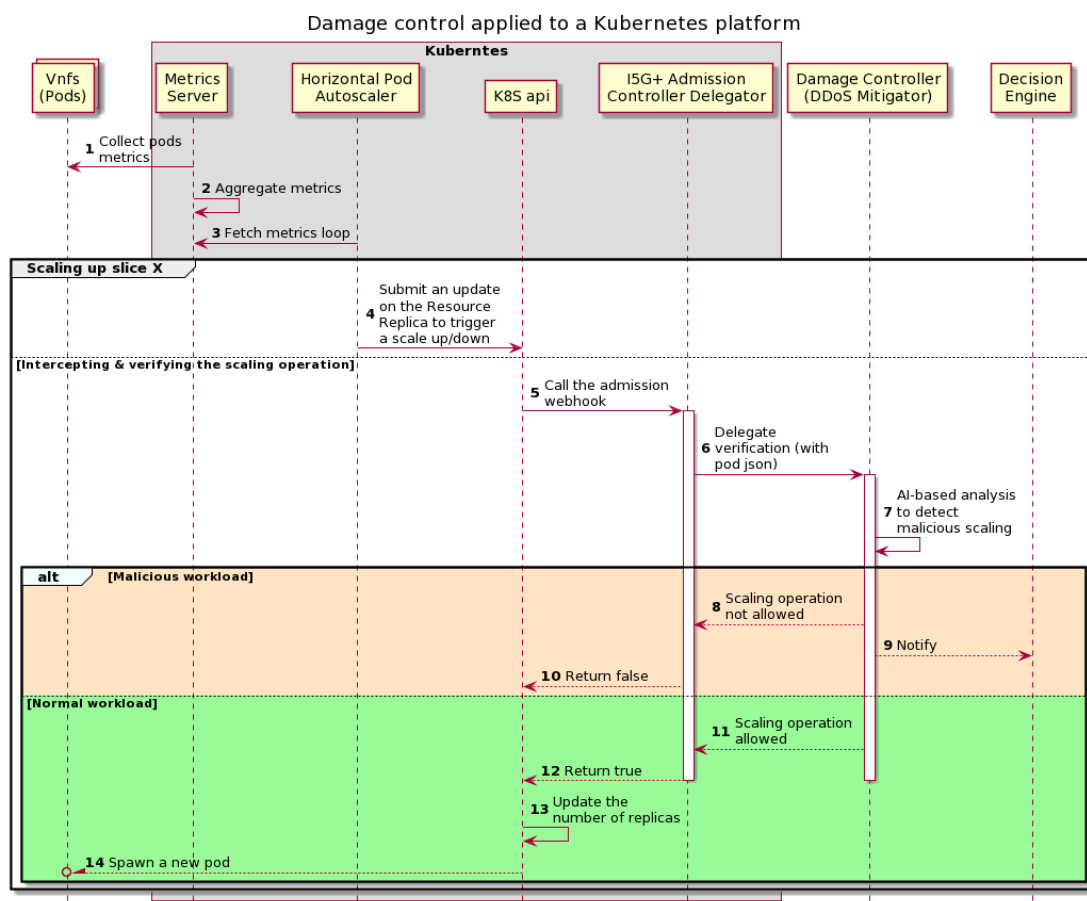 Damage control applied to a Kubernetes platform
Kuberntes
Vnfs
(Pods)
Metrics
Server
Horizontal Pod
Autoscaler
K8S api
I5G+ Admission
Controller Delegator
Damage Controller
(DDoS Mitigator)
Decision
Engine
1 Collect pods
metrics
2 Aggregate metrics
3 Fetch metrics loop
Scaling up slice X
4 Submit an update
on the Resource
Replica to trigger
a scale up/down
[Intercepting & verifying the scaling operation]
5 Call the admission
webhook
6 Delegate
verification (with
pod json)
7 AI-based analysis
to detect
malicious scaling
alt [Malicious workload]
8 Scaling operation
not allowed
9 Notify
10 Return false
[Normal workload]
11 Scaling operation
allowed
12 Return true
13 Update the
number of replicas
14 Spawn a new pod